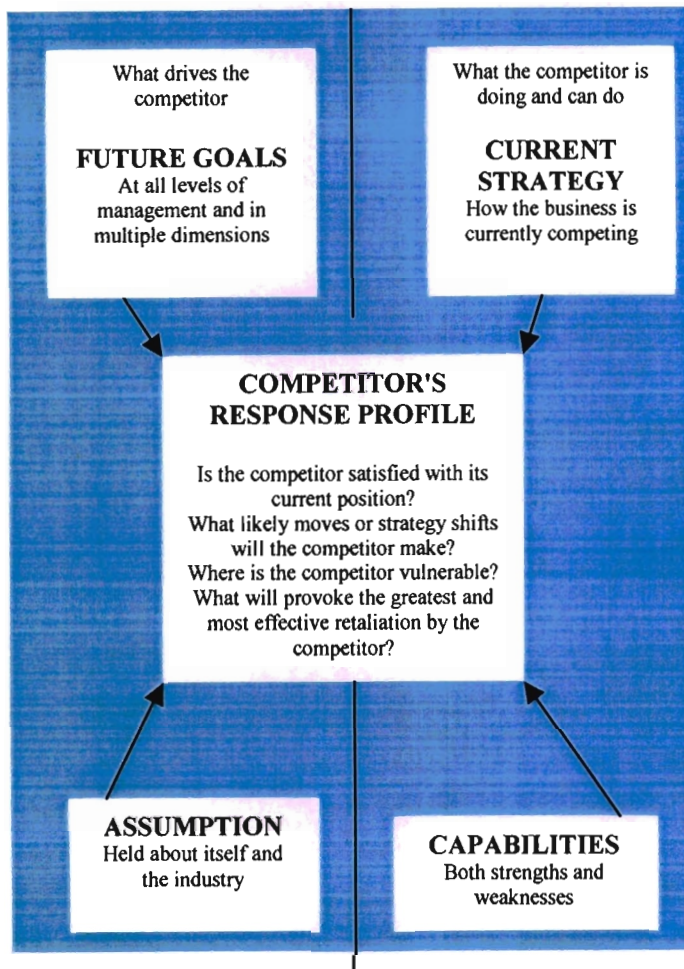 What drives the
competitor
FUTURE GOALS
At all levels of
management and in
multiple dimensions
What the competitor is
doing and can do
CURRENT
STRATEGY
How the business is
currently competing
COMPETITOR'S
RESPONSE PROFILE
Is the competitor satisfied with its
current position?
What likely moves or strategy shifts
will the competitor make?
Where is the competitor vulnerable?
What will provoke the greatest and
most effective retaliation by the
competitor?
ASSUMPTION
Held about itself and
the industry
CAPABILITIES
Both strengths and
weaknesses